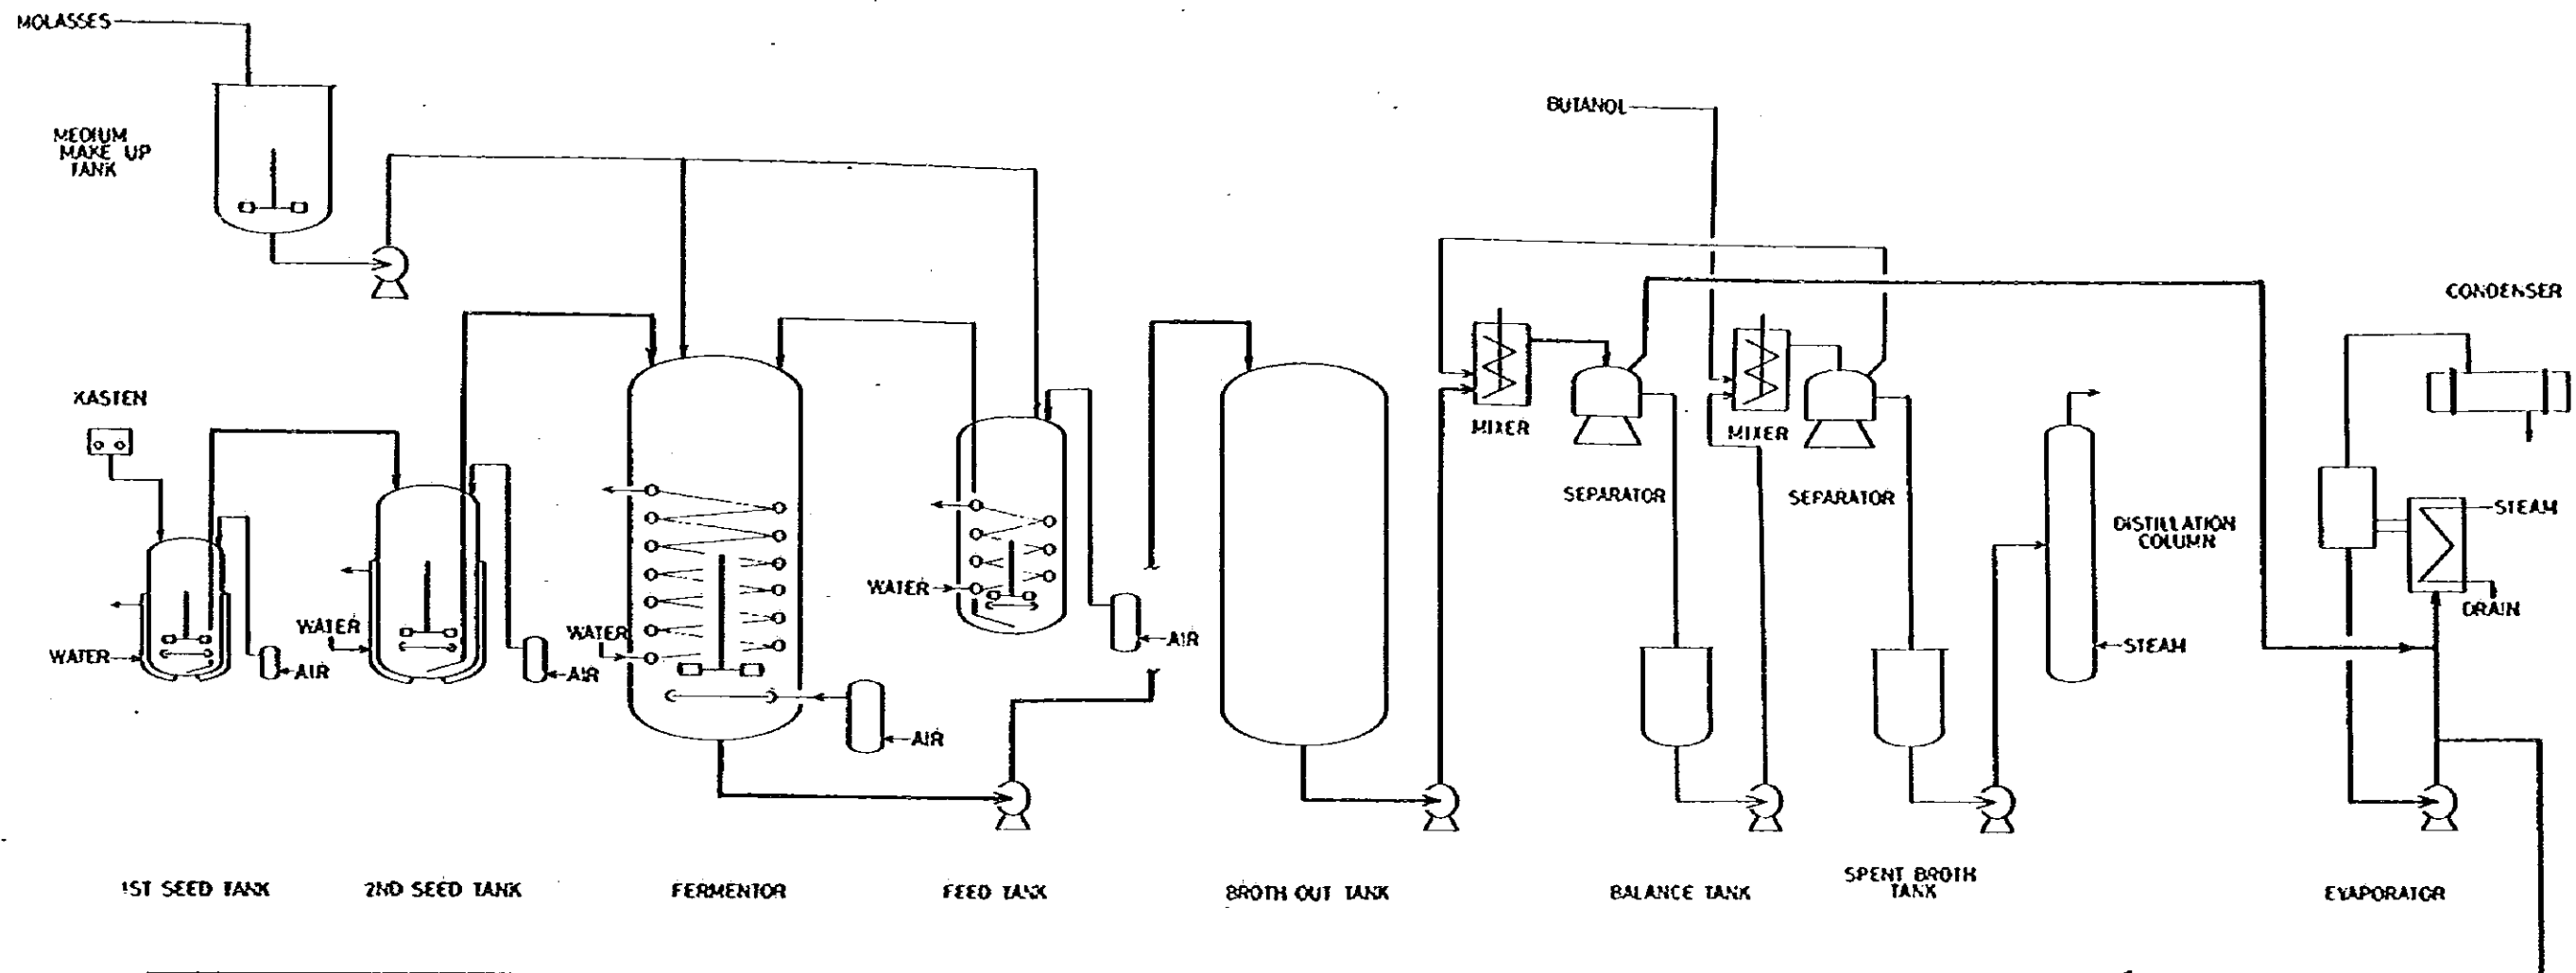 MOLASSES
MEDIUM
MAKE UP
TANK
BUTANOL
CONDENSER
KASTEN
MIXER
MIXER
SEPARATOR
SEPARATOR
STEAM
DISTILLATION
COLUMN
DRAIN
WATER
WATER
WATER
WATER
AIR
AIR
AIR
AIR
STEAM
1ST SEED TANK
2ND SEED TANK
FERMENTOR
FEED TANK
BROTH OUT TANK
BALANCE TANK
SPENT BROTH
TANK
EVAPORATOR